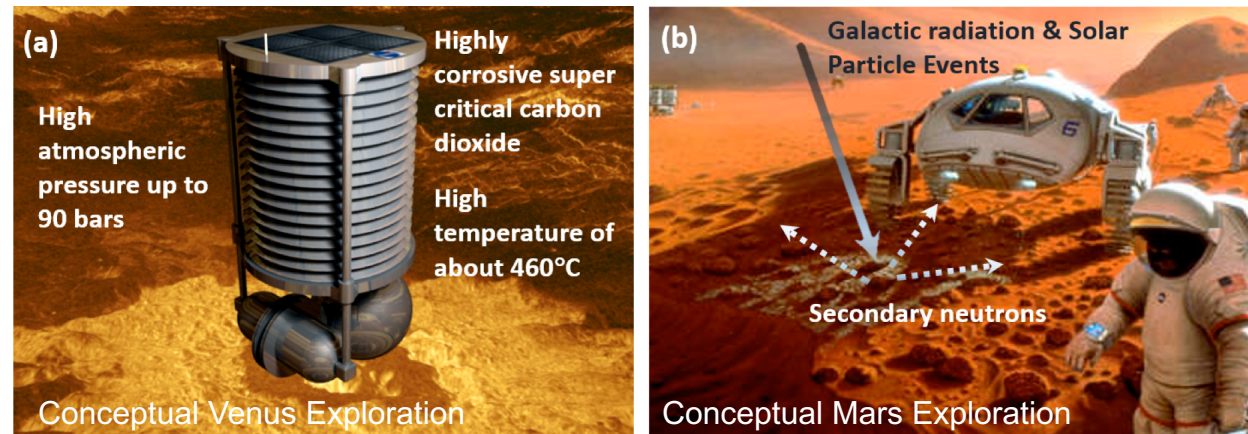 (a)
High
atmospheric
pressure up to
90 bars
Highly
corrosive super
critical carbon
dioxide
High
temperature of
about 460°C
Conceptual Venus Exploration
(b)
Galactic radiation & Solar
Particle Events
6
Secondary neutrons
Conceptual Mars Exploration